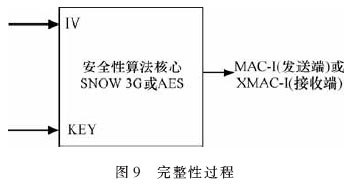 IV
安全性算法核心
SNOW 3G或AES
MAC-I(发送端)或
XMAC-I(接收端)
KEY
图9 完整性过程